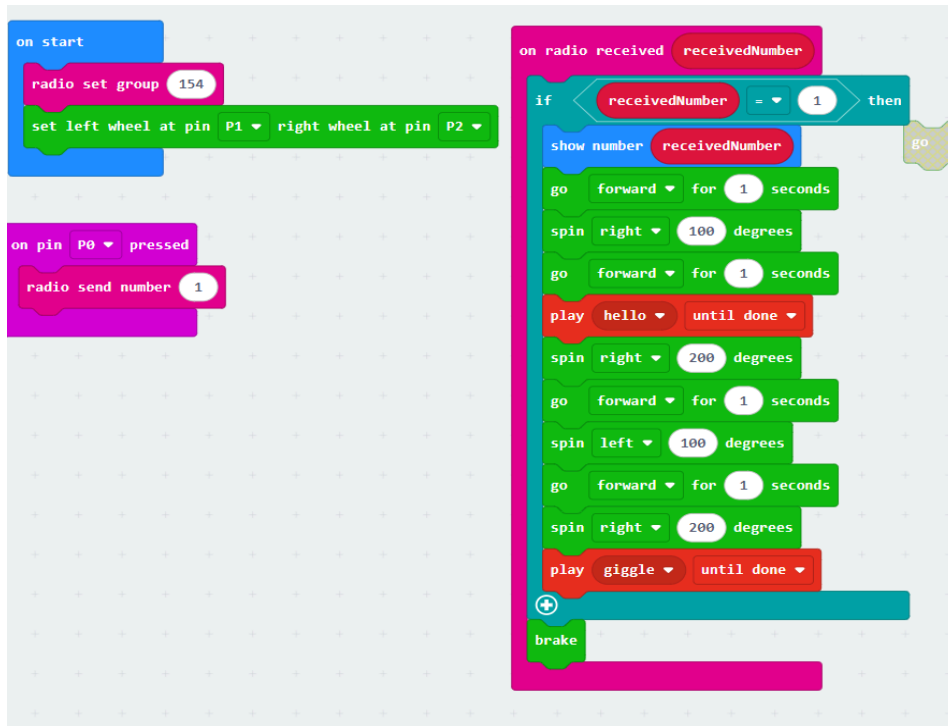 on start
radio set group 154
set left wheel at pin P1 right wheel at pin P2
on pin P0 pressed
radio send number 1
on radio received receivedNumber
if receivedNumber = 1 then
show number receivedNumber
go forward for 1 seconds
spin right 100 degrees
go forward for 1 seconds
play hello until done
spin right 200 degrees
go forward for 1 seconds
spin left 100 degrees
go forward for 1 seconds
spin right 200 degrees
play giggle until done
brake
go